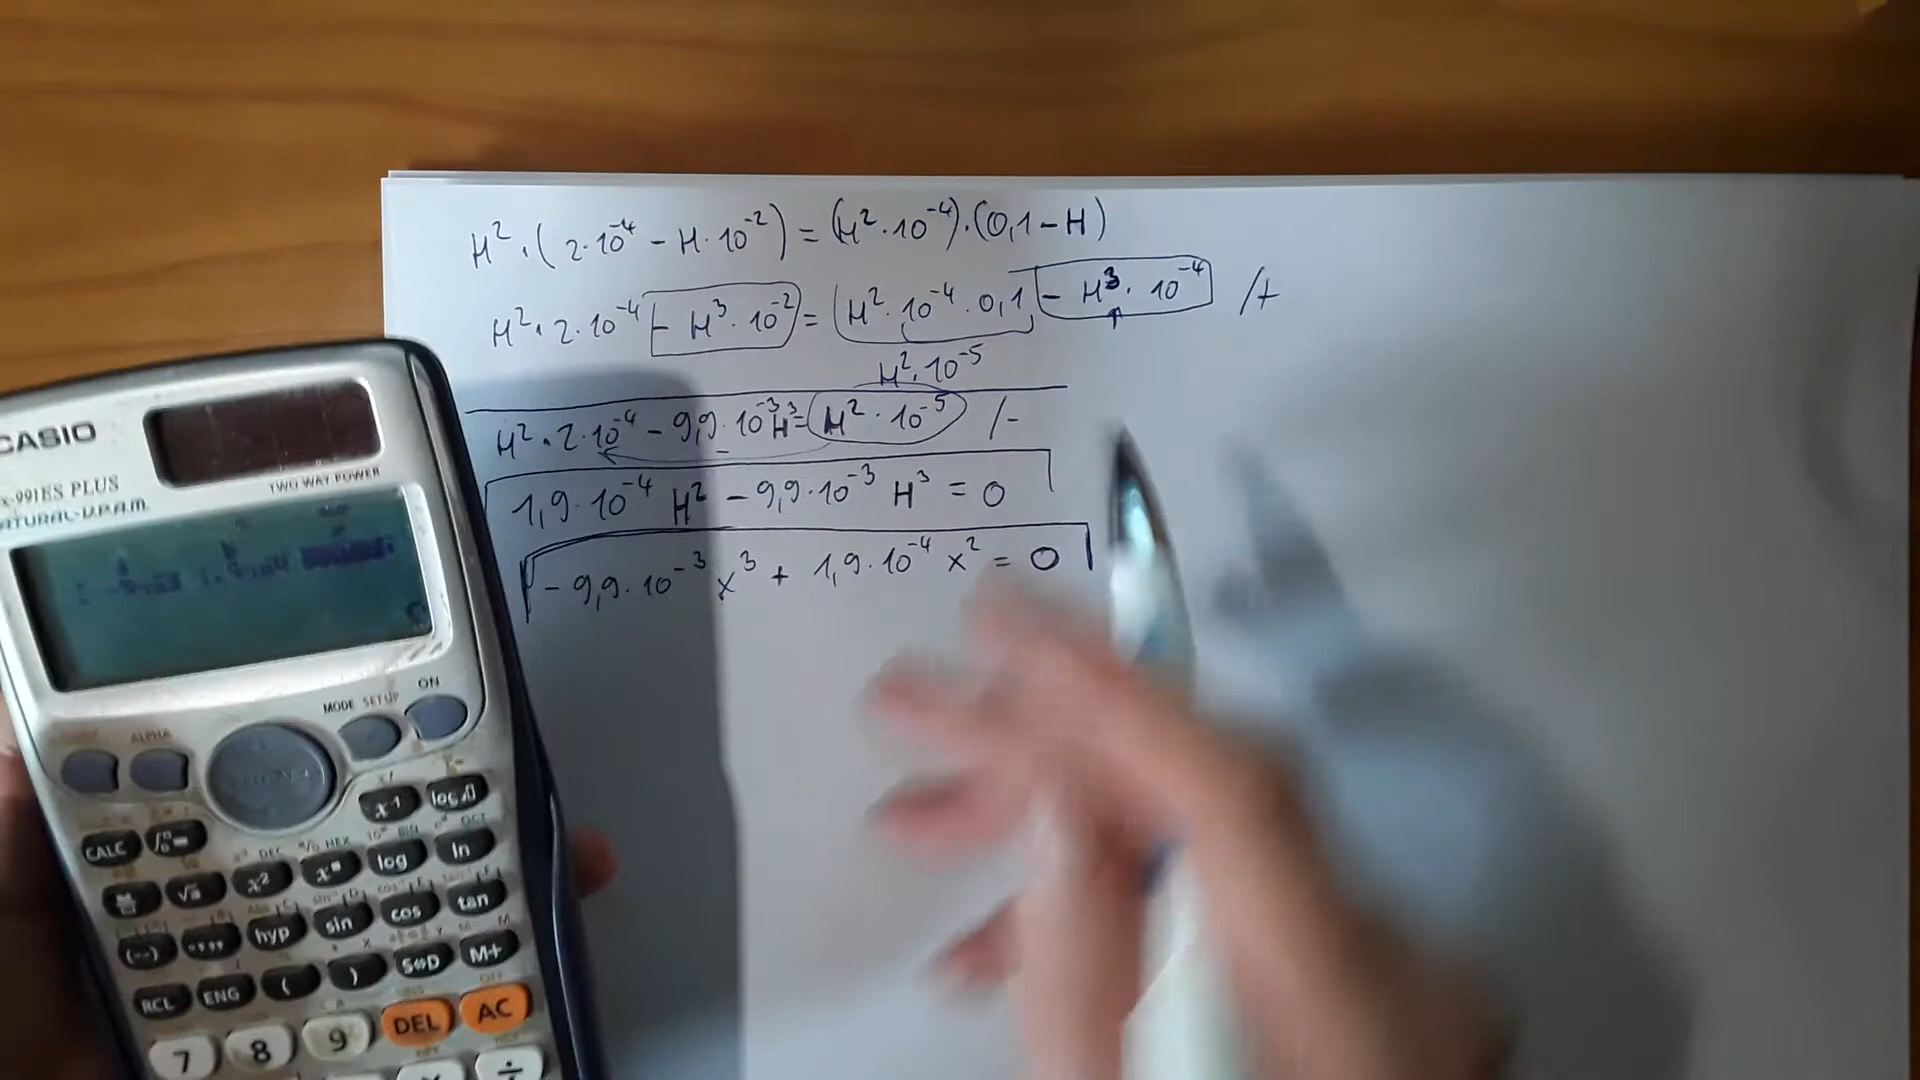 H² · (2·10⁻⁴ − H·10⁻²) = (H²·10⁻⁴)·(0,1 − H)
H² · 2·10⁻⁴ − H³·10⁻² = H²·10⁻⁴·0,1 − H³·10⁻⁴ /+
H²·10⁻⁵
H² · 2·10⁻⁴ − 9,9·10⁻³H³ = H²·10⁻⁵ /−
−
1,9·10⁻⁴ H² − 9,9·10⁻³ H³ = 0
−9,9·10⁻³ x³ + 1,9·10⁻⁴ x² = 0
CASIO
x-991ES PLUS
TWO WAY POWER
ATURAL-V.P.A.M.
MODE SETUP ON
ALPHA
x⁻¹ log
CALC
x² log ln
(−) hyp sin cos tan
RCL ENG ( ) S⇔D M+
7 8 9 DEL AC
÷